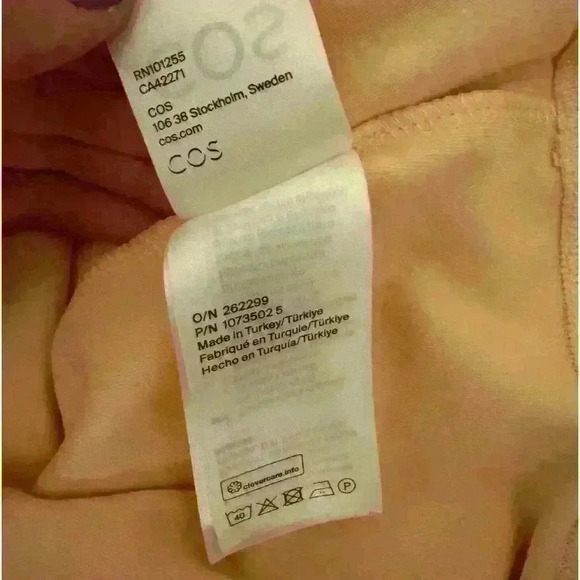 RN101255
CA42271
COS
106 38 Stockholm, Sweden
cos.com
COS
O/N 262299
P/N 1073502 5
Made in Turkey/Türkiye
Fabriqué en Turquie/Türkiye
Hecho en Turquía/Türkiye
clevercare.info
40
P